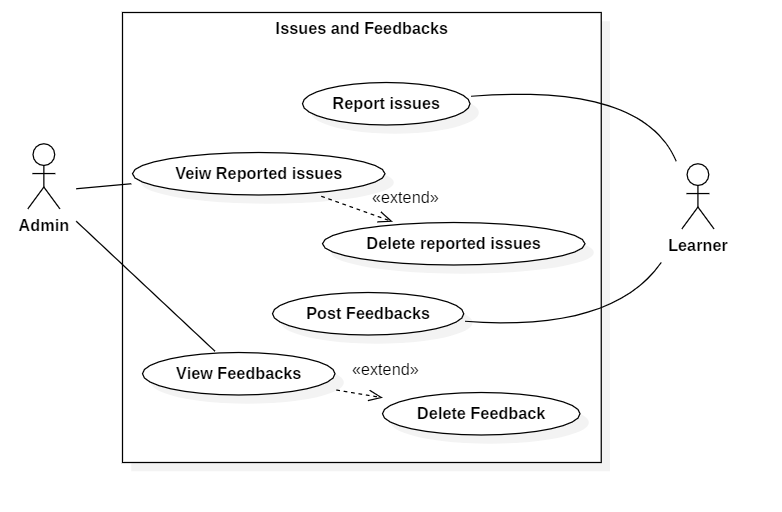 Issues and Feedbacks
Report issues
Veiw Reported issues
«extend»
Admin
Delete reported issues
Learner
Post Feedbacks
View Feedbacks
«extend»
Delete Feedback